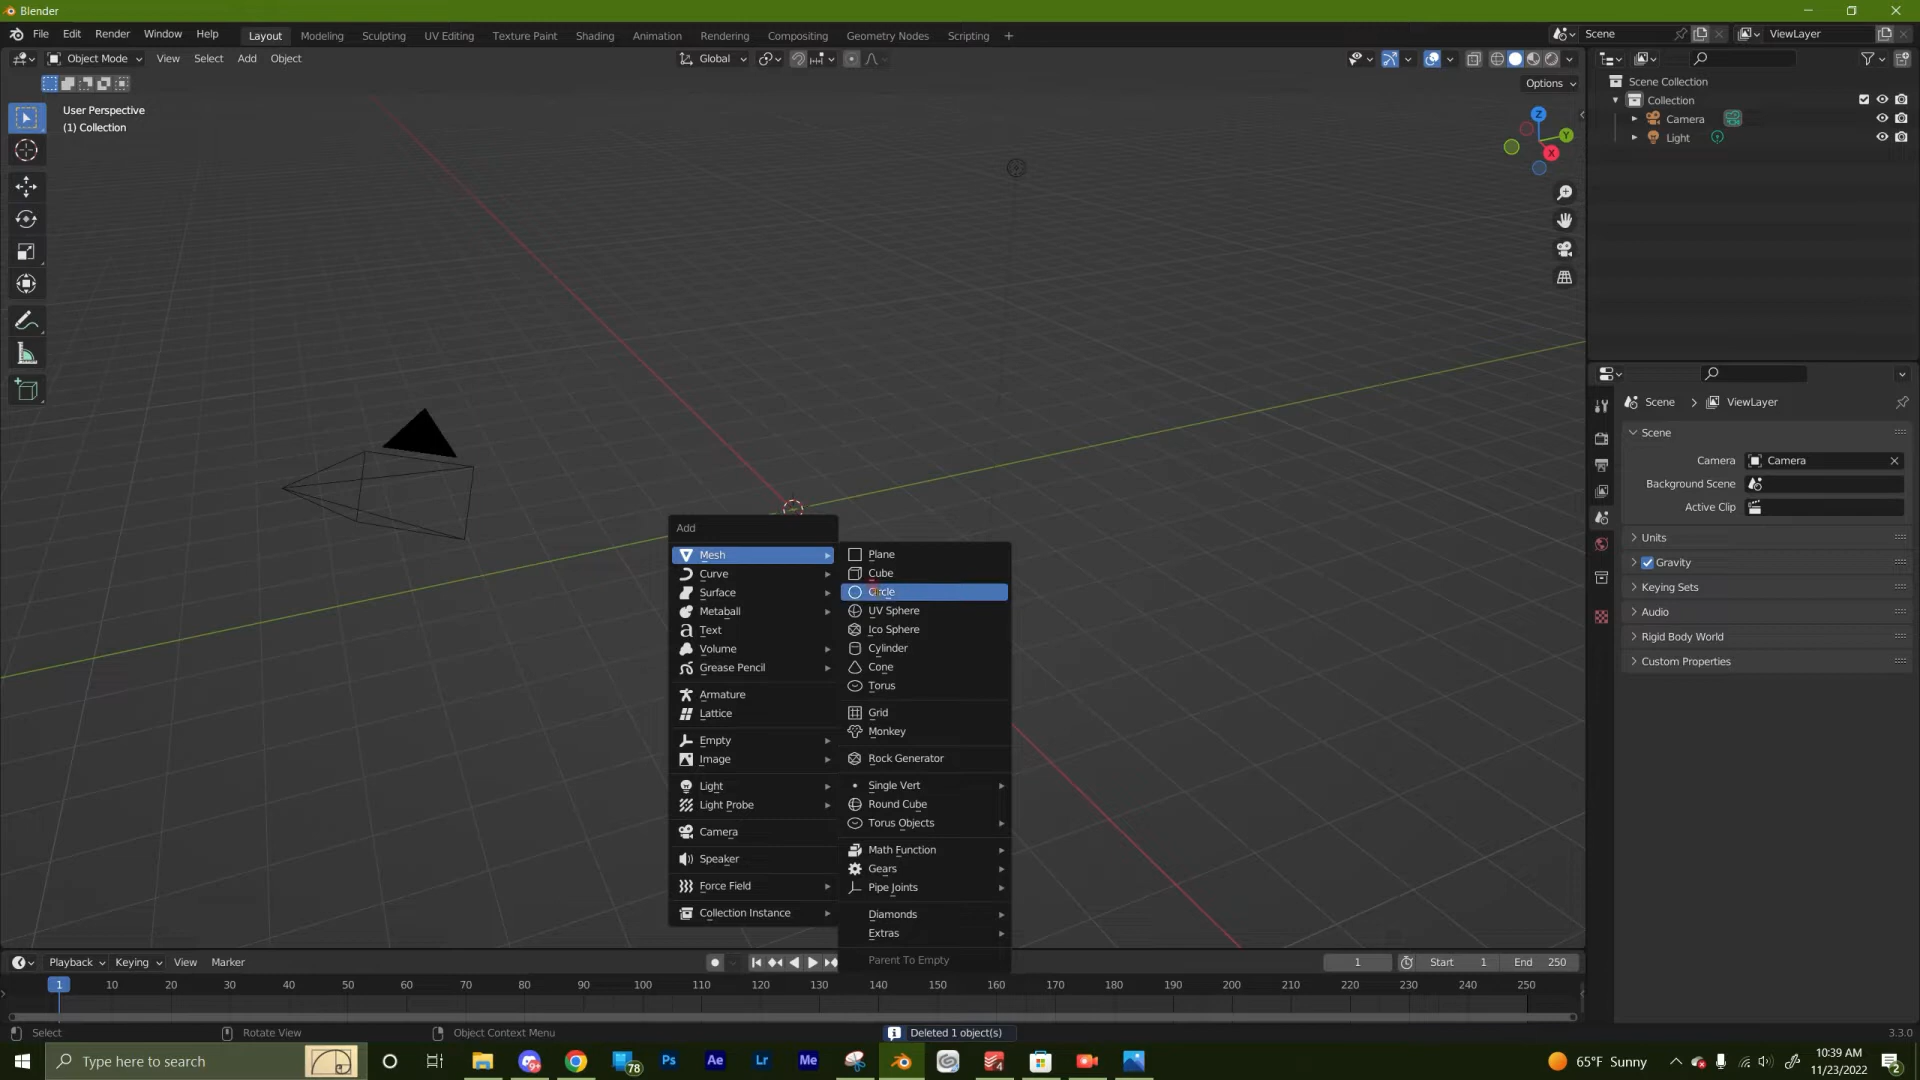 Blender
File Edit Render Window Help
Layout Modeling Sculpting UV Editing Texture Paint Shading Animation Rendering Compositing Geometry Nodes Scripting +
Scene
ViewLayer
Object Mode View Select Add Object
Global
Options
User Perspective
(1) Collection
Z
Y
X
Scene Collection
Collection
Camera
Light
Scene > ViewLayer
Scene
Camera Camera
Background Scene
Active Clip
Units
Gravity
Keying Sets
Audio
Rigid Body World
Custom Properties
Add
Mesh
Curve
Surface
Metaball
Text
Volume
Grease Pencil
Armature
Lattice
Empty
Image
Light
Light Probe
Camera
Speaker
Force Field
Collection Instance
Plane
Cube
Circle
UV Sphere
Ico Sphere
Cylinder
Cone
Torus
Grid
Monkey
Rock Generator
Single Vert
Round Cube
Torus Objects
Math Function
Gears
Pipe Joints
Diamonds
Extras
Parent To Empty
Playback Keying View Marker
1 Start 1 End 250
1 10 20 30 40 50 60 70 80 90 100 110 120 130 140 150 160 170 180 190 200 210 220 230 240 250
Select Rotate View Object Context Menu Deleted 1 object(s) 3.3.0
Type here to search
78
Ps Ae Lr Me
4
65°F Sunny
10:39 AM
11/23/2022
2